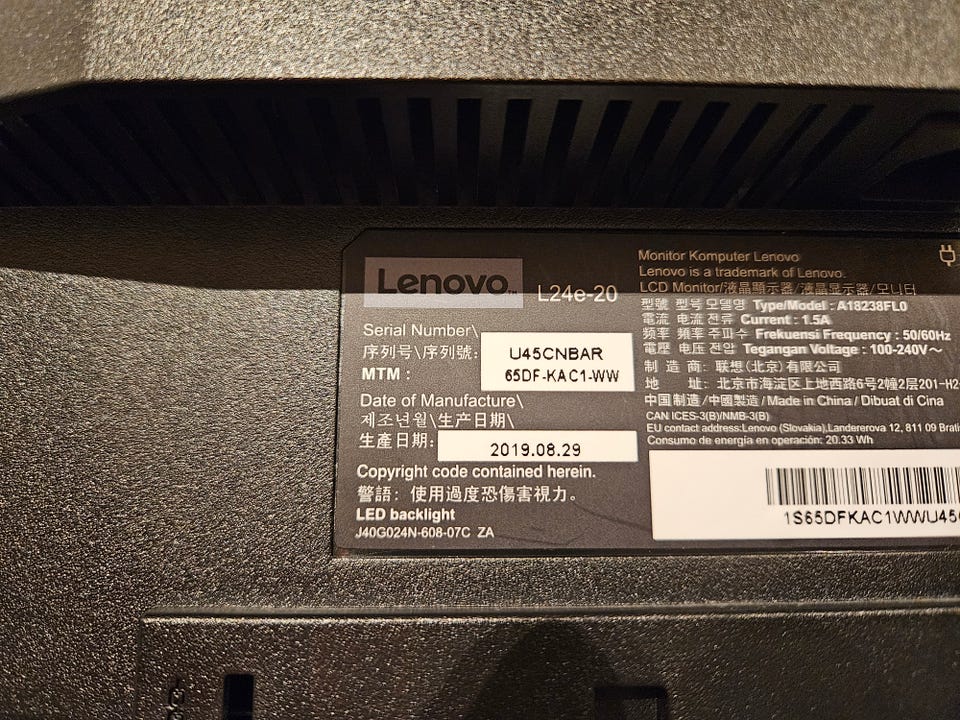 Lenovo™ L24e-20
Serial Number\
序列号\序列號:
U45CNBAR
MTM :
65DF-KAC1-WW
Date of Manufacture\
제조년월\生产日期\
生產日期:
2019.08.29
Copyright code contained herein.
警語: 使用過度恐傷害視力。
LED backlight
J40G024N-608-07C ZA
Monitor Komputer Lenovo
Lenovo is a trademark of Lenovo.
LCD Monitor/液晶顯示器/液晶显示器/모니터
型號 型号 모델명 Type/Model : A18238FL0
電流 电流 전류 Current : 1.5A
频率 頻率 주파수 Frekuensi Frequency : 50/60Hz
電壓 电压 전압 Tegangan Voltage : 100-240V～
制 造 商: 联想(北京)有限公司
地 址: 北京市海淀区上地西路6号2幢2层201-H2-
中国制造/中國製造/Made in China / Dibuat di Cina
CAN ICES-3(B)/NMB-3(B)
EU contact address:Lenovo (Slovakia),Landererova 12, 811 09 Brati
Consumo de energía en operación: 20.33 Wh
1S65DFKAC1WWU45